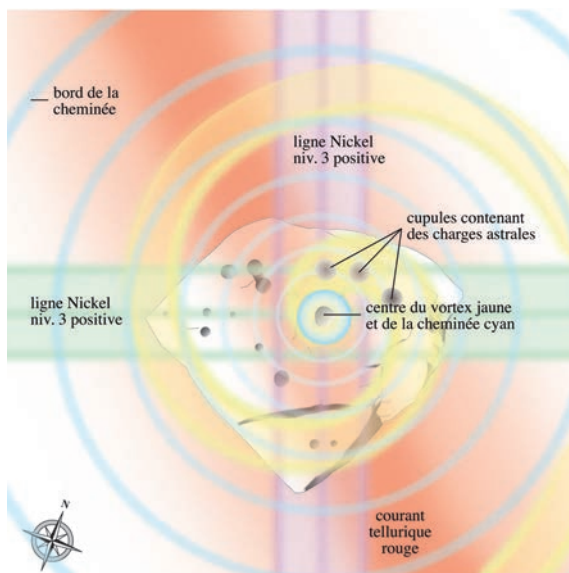 bord de la
cheminée
ligne Nickel
niv. 3 positive
cupules contenant
des charges astrales
ligne Nickel
niv. 3 positive
centre du vortex jaune
et de la cheminée cyan
N
courant
tellurique
rouge